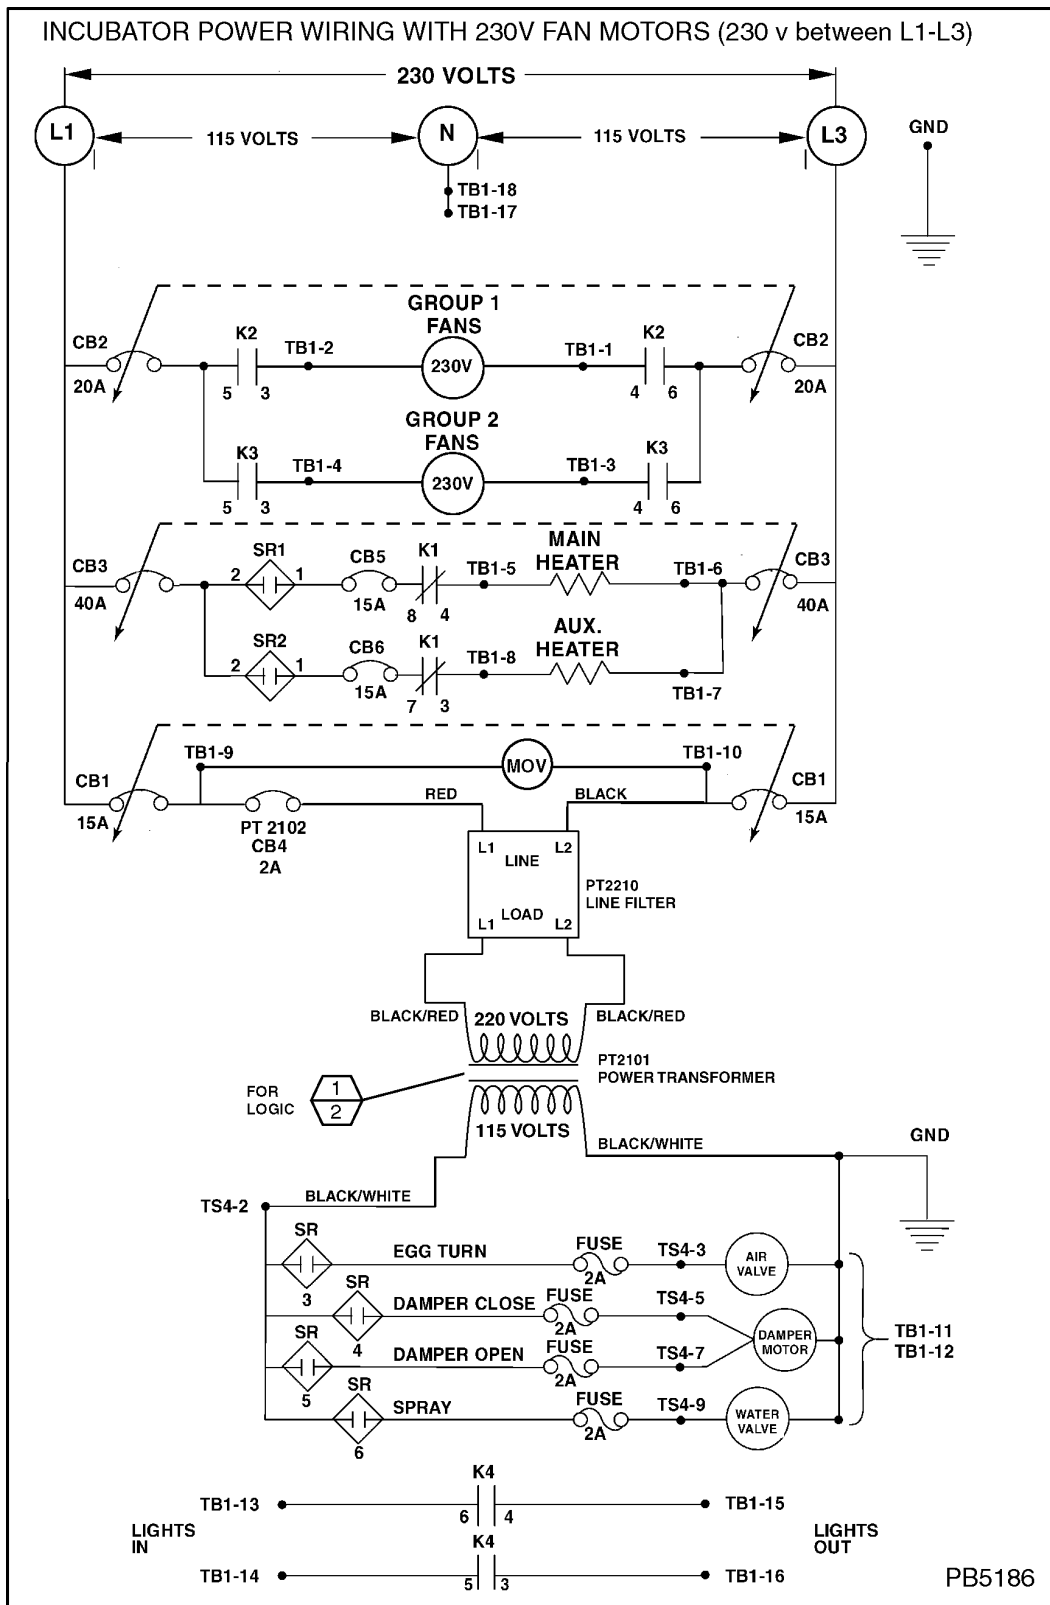 INCUBATOR POWER WIRING WITH 230V FAN MOTORS (230 v between L1-L3)
230 VOLTS
L1
115 VOLTS
N
115 VOLTS
L3
GND
TB1-18
TB1-17
GROUP 1
FANS
CB2
20A
K2
5 3
TB1-2
230V
TB1-1
K2
4 6
CB2
20A
GROUP 2
FANS
K3
5 3
TB1-4
230V
TB1-3
K3
4 6
CB3
40A
SR1
2 1
CB5
15A
K1
8 4
TB1-5
MAIN
HEATER
TB1-6
CB3
40A
SR2
2 1
CB6
15A
K1
7 3
TB1-8
AUX.
HEATER
TB1-7
CB1
15A
TB1-9
MOV
TB1-10
CB1
15A
PT 2102
CB4
2A
RED
BLACK
L1 L2
LINE
LOAD
L1 L2
PT2210
LINE FILTER
BLACK/RED
220 VOLTS
BLACK/RED
PT2101
POWER TRANSFORMER
FOR
LOGIC
1
2
115 VOLTS
BLACK/WHITE
GND
TS4-2
BLACK/WHITE
SR
3
EGG TURN
FUSE
2A
TS4-3
AIR
VALVE
SR
4
DAMPER CLOSE
FUSE
2A
TS4-5
DAMPER
MOTOR
TB1-11
TB1-12
SR
5
DAMPER OPEN
FUSE
2A
TS4-7
SR
6
SPRAY
FUSE
2A
TS4-9
WATER
VALVE
TB1-13
K4
6 4
TB1-15
LIGHTS
IN
LIGHTS
OUT
TB1-14
K4
5 3
TB1-16
PB5186